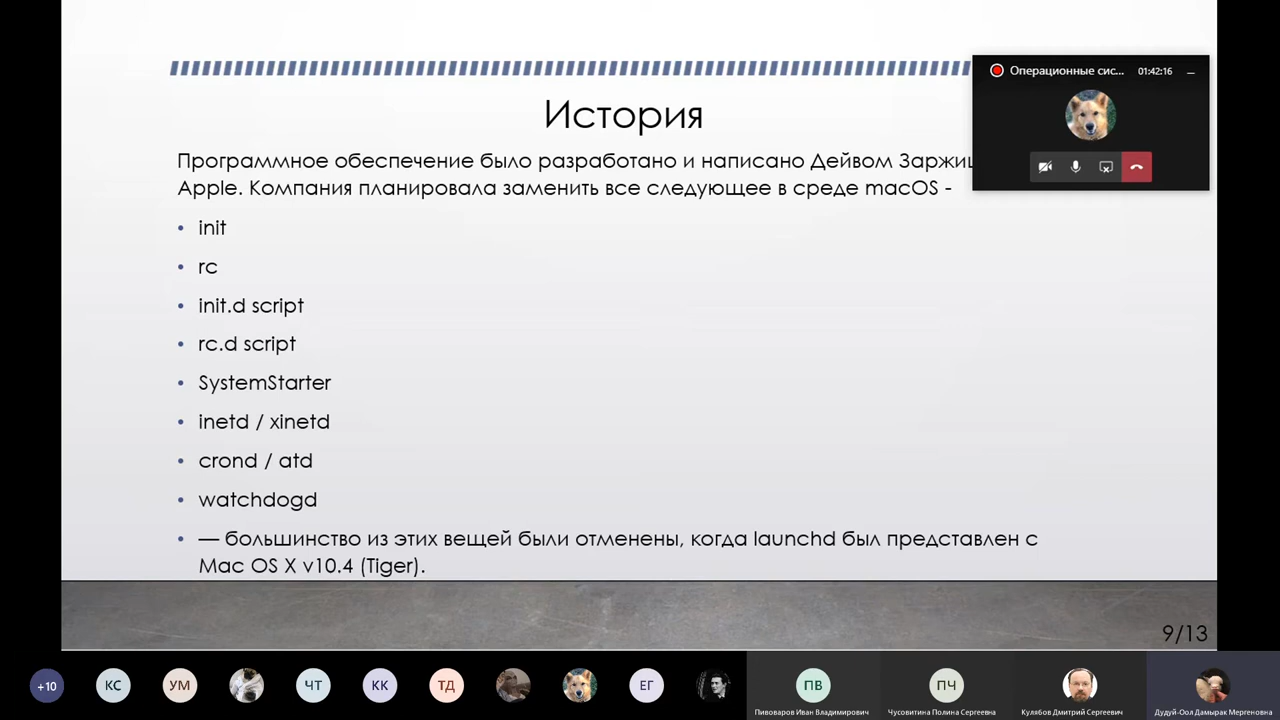 Операционные сис...
01:42:16
История
Программное обеспечение было разработано и написано Дейвом
Apple. Компания планировала заменить все следующее в среде macOS -
• init
• rc
• init.d script
• rc.d script
• SystemStarter
• inetd / xinetd
• crond / atd
• watchdogd
• — большинство из этих вещей были отменены, когда launchd был представлен с
Mac OS X v10.4 (Tiger).
9/13
+10
КС
УМ
ЧТ
КК
ТД
ЕГ
ПВ
ПЧ
Пивоваров Иван Владимирович
Чусовитина Полина Сергеевна
Кулябов Дмитрий Сергеевич
Дудуй-Оол Дамырак Мергеновна